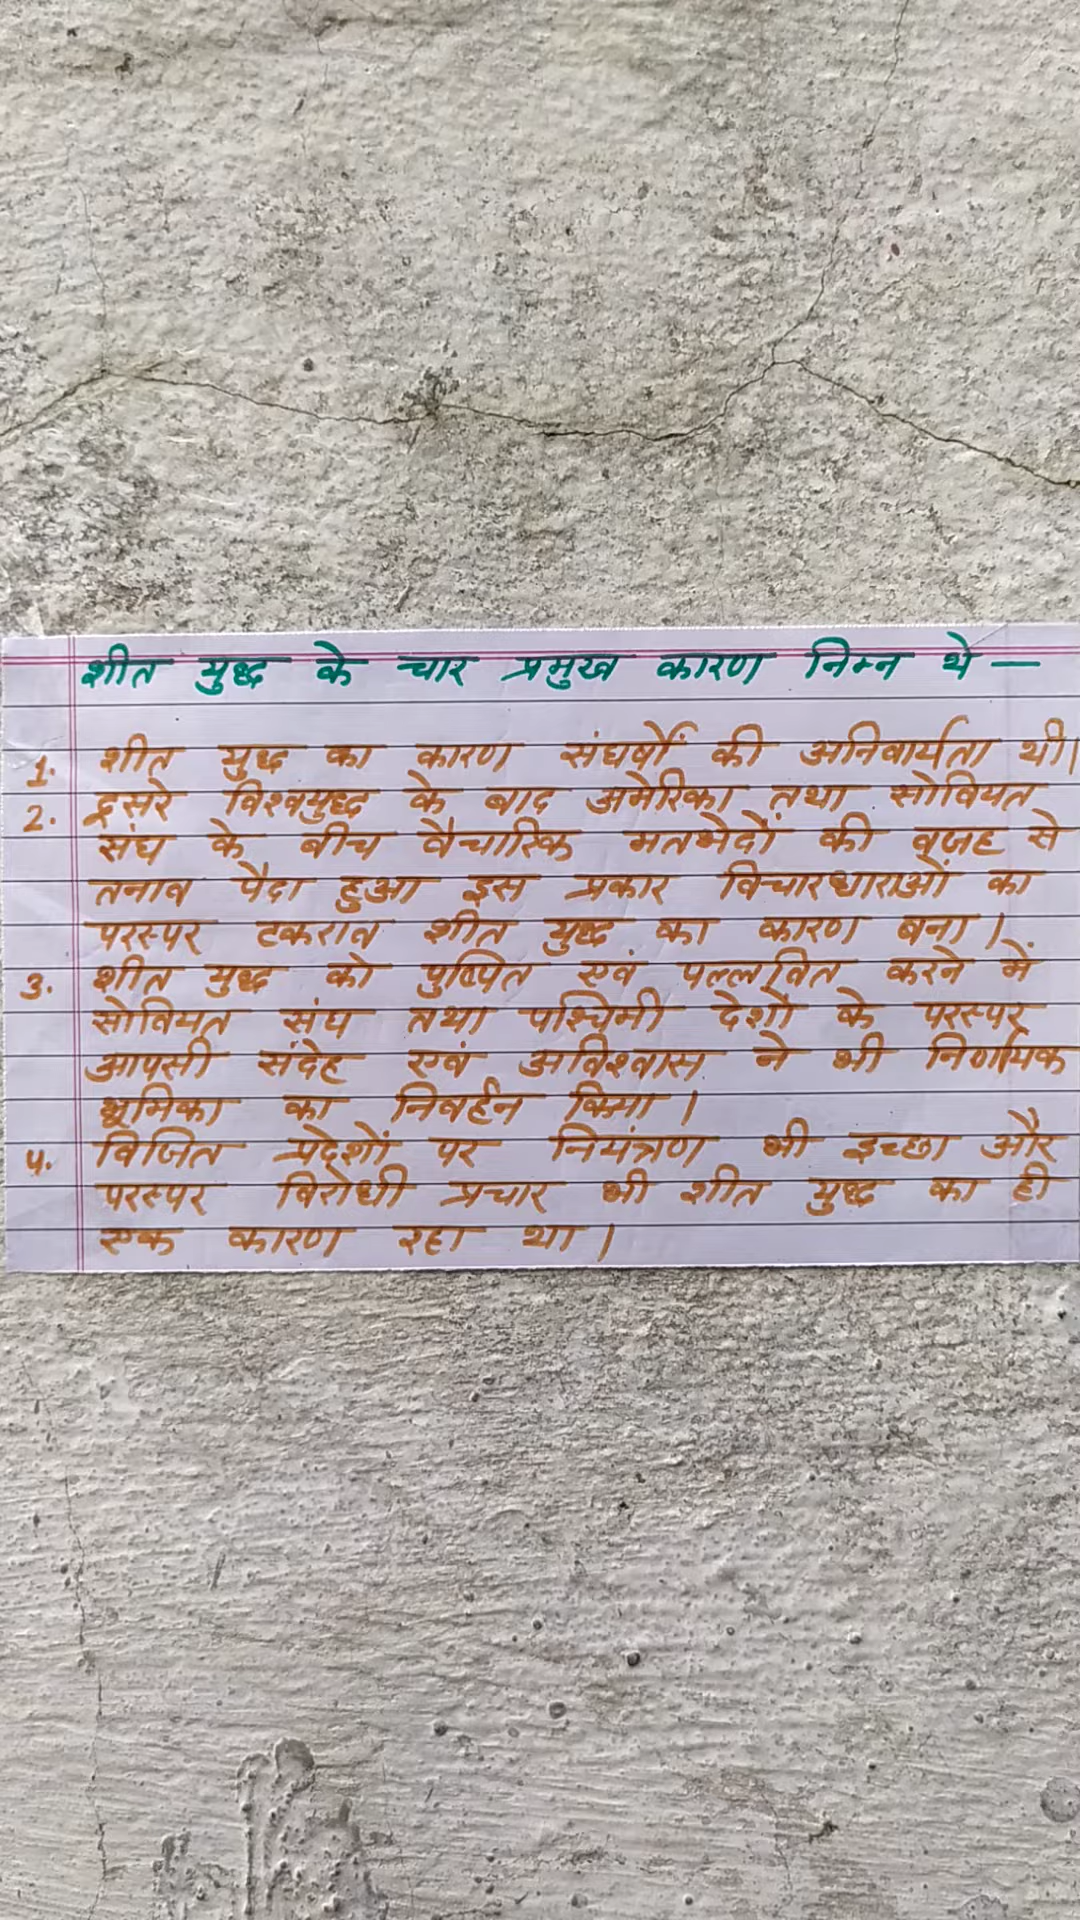 शीत युद्ध के चार प्रमुख कारण निम्न थे —
1. शीत युद्ध का कारण संघर्षों की अनिवार्यता थी।
2. दूसरे विश्वयुद्ध के बाद अमेरिका तथा सोवियत
संघ के बीच वैचारिक मतभेदों की वजह से
तनाव पैदा हुआ इस प्रकार विचारधाराओं का
परस्पर टकराव शीत युद्ध का कारण बना।
3. शीत युद्ध को पुष्पित एवं पल्लवित करने में
सोवियत संघ तथा पश्चिमी देशों के परस्पर
आपसी संदेह एवं अविश्वास ने भी निर्णायक
भूमिका का निर्वहन किया।
4. विजित प्रदेशों पर नियंत्रण भी इच्छा और
परस्पर विरोधी प्रचार भी शीत युद्ध का ही
एक कारण रहा था।